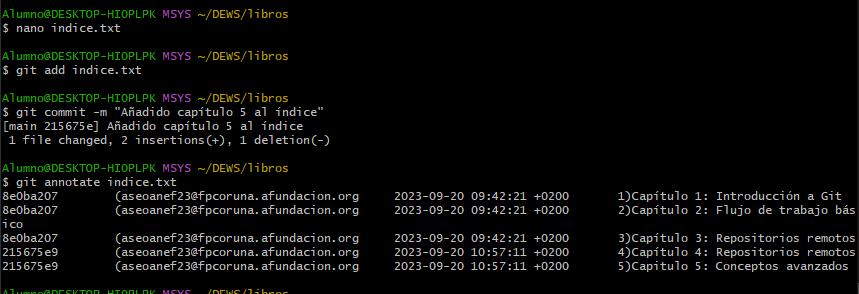 Alumno@DESKTOP-HIOPLPK MSYS ~/DEWS/libros
$ nano indice.txt
Alumno@DESKTOP-HIOPLPK MSYS ~/DEWS/libros
$ git add indice.txt
Alumno@DESKTOP-HIOPLPK MSYS ~/DEWS/libros
$ git commit -m "Añadido capítulo 5 al índice"
[main 215675e] Añadido capítulo 5 al índice
1 file changed, 2 insertions(+), 1 deletion(-)
Alumno@DESKTOP-HIOPLPK MSYS ~/DEWS/libros
$ git annotate indice.txt
8e0ba207 (aseoanef23@fpcoruna.afundacion.org 2023-09-20 09:42:21 +0200 1)Capítulo 1: Introducción a Git
8e0ba207 (aseoanef23@fpcoruna.afundacion.org 2023-09-20 09:42:21 +0200 2)Capítulo 2: Flujo de trabajo bás
ico
8e0ba207 (aseoanef23@fpcoruna.afundacion.org 2023-09-20 09:42:21 +0200 3)Capítulo 3: Repositorios remotos
215675e9 (aseoanef23@fpcoruna.afundacion.org 2023-09-20 10:57:11 +0200 4)Capítulo 4: Repositorios remotos
215675e9 (aseoanef23@fpcoruna.afundacion.org 2023-09-20 10:57:11 +0200 5)Capítulo 5: Conceptos avanzados
Alumno@DESKTOP-HIOPLPK MSYS ~/DEWS/libros